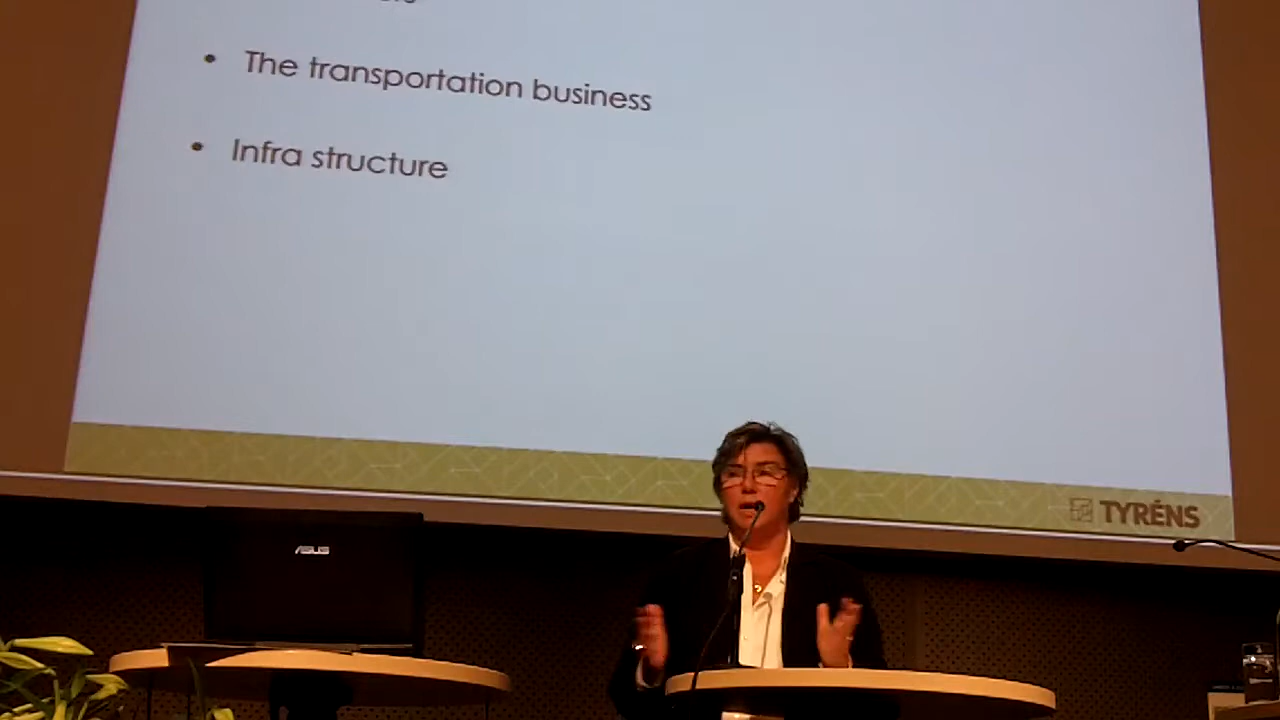 • The transportation business
• Infra structure
TYRÉNS
ASUS